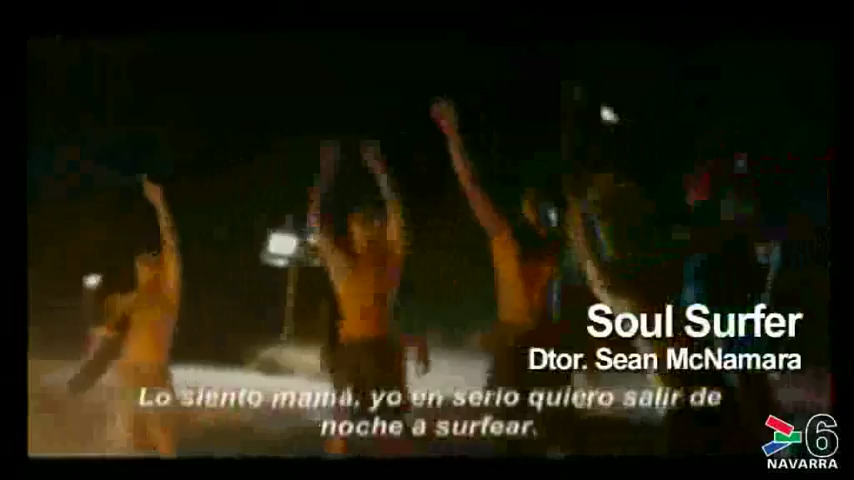 Soul Surfer
Dtor. Sean McNamara
Lo siento mamá, yo en serio quiero salir de
noche a surfear.
6
NAVARRA